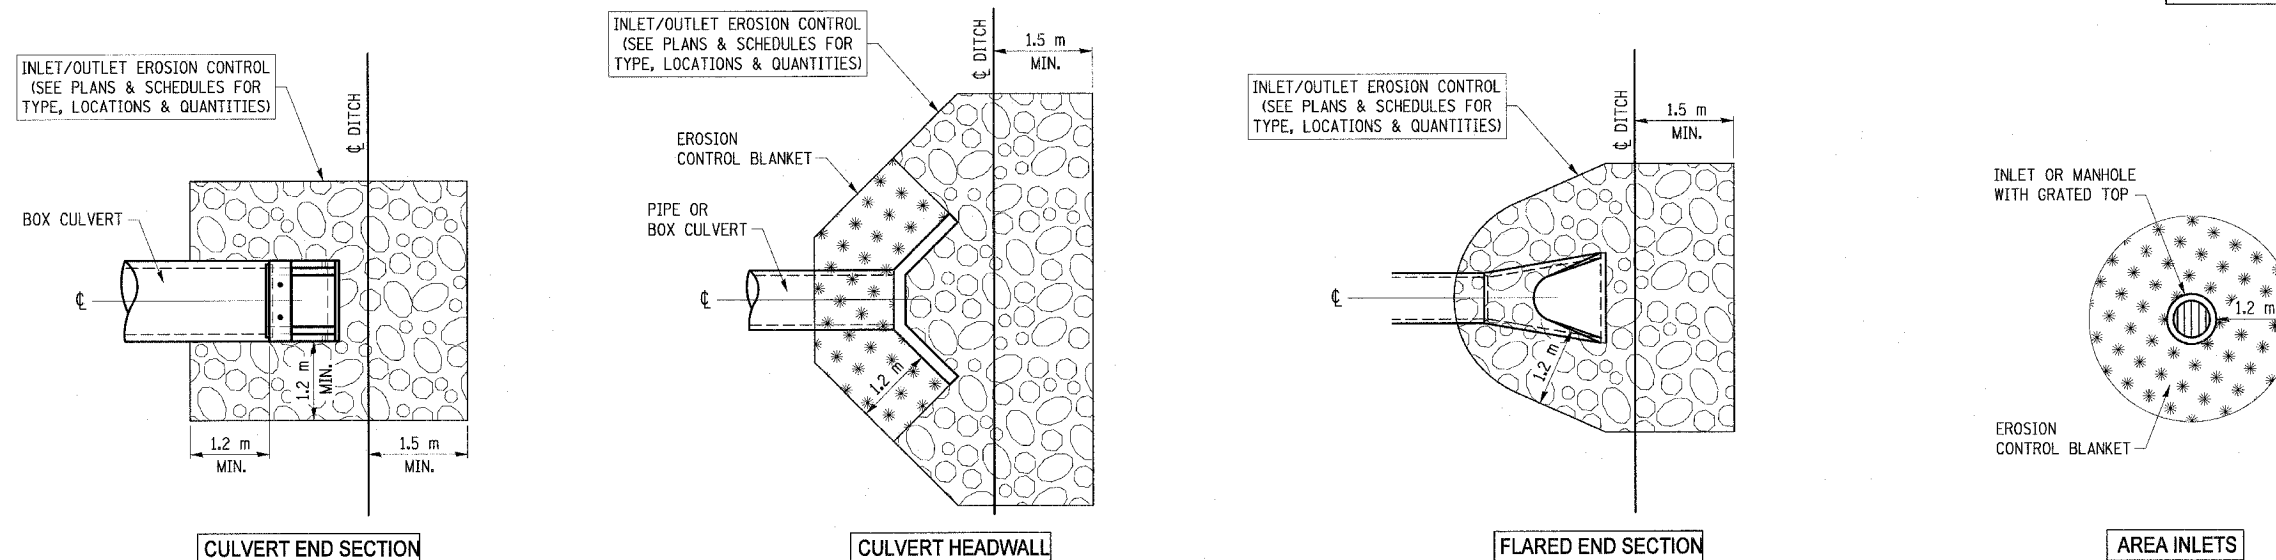 INLET/OUTLET EROSION CONTROL
(SEE PLANS & SCHEDULES FOR
TYPE, LOCATIONS & QUANTITIES)
BOX CULVERT
℄ DITCH
℄
1.2 m
MIN.
1.2 m
MIN.
1.5 m
MIN.
CULVERT END SECTION
INLET/OUTLET EROSION CONTROL
(SEE PLANS & SCHEDULES FOR
TYPE, LOCATIONS & QUANTITIES)
℄ DITCH
1.5 m
MIN.
EROSION
CONTROL BLANKET
PIPE OR
BOX CULVERT
℄
1.2 m
CULVERT HEADWALL
INLET/OUTLET EROSION CONTROL
(SEE PLANS & SCHEDULES FOR
TYPE, LOCATIONS & QUANTITIES)
℄ DITCH
1.5 m
MIN.
℄
1.2 m
FLARED END SECTION
INLET OR MANHOLE
WITH GRATED TOP
1.2 m
EROSION
CONTROL BLANKET
AREA INLETS